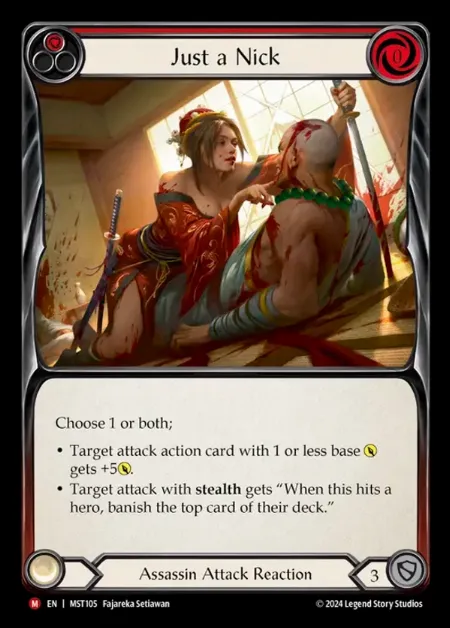 Just a Nick
0
Choose 1 or both;
• Target attack action card with 1 or less base
gets +5.
• Target attack with stealth gets “When this hits a
hero, banish the top card of their deck.”
Assassin Attack Reaction
3
M EN | MST105 Fajareka Setiawan
© 2024 Legend Story Studios